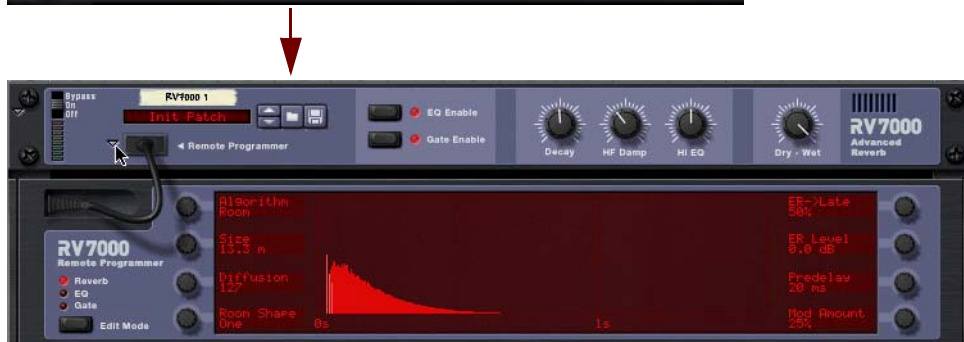 Bypass
On
Off
RV7000 1
Init Patch
Remote Programmer
EQ Enable
Gate Enable
Decay
HF Damp
HI EQ
Dry - Wet
RV7000
Advanced
Reverb
RV7000
Remote Programmer
Reverb
EQ
Gate
Edit Mode
Algorithm
Room
Size
13.3 m
Diffusion
127
Room Shape
One
0s
1s
ER->Late
50%
ER Level
0.0 dB
Predelay
20 ms
Mod Amount
25%